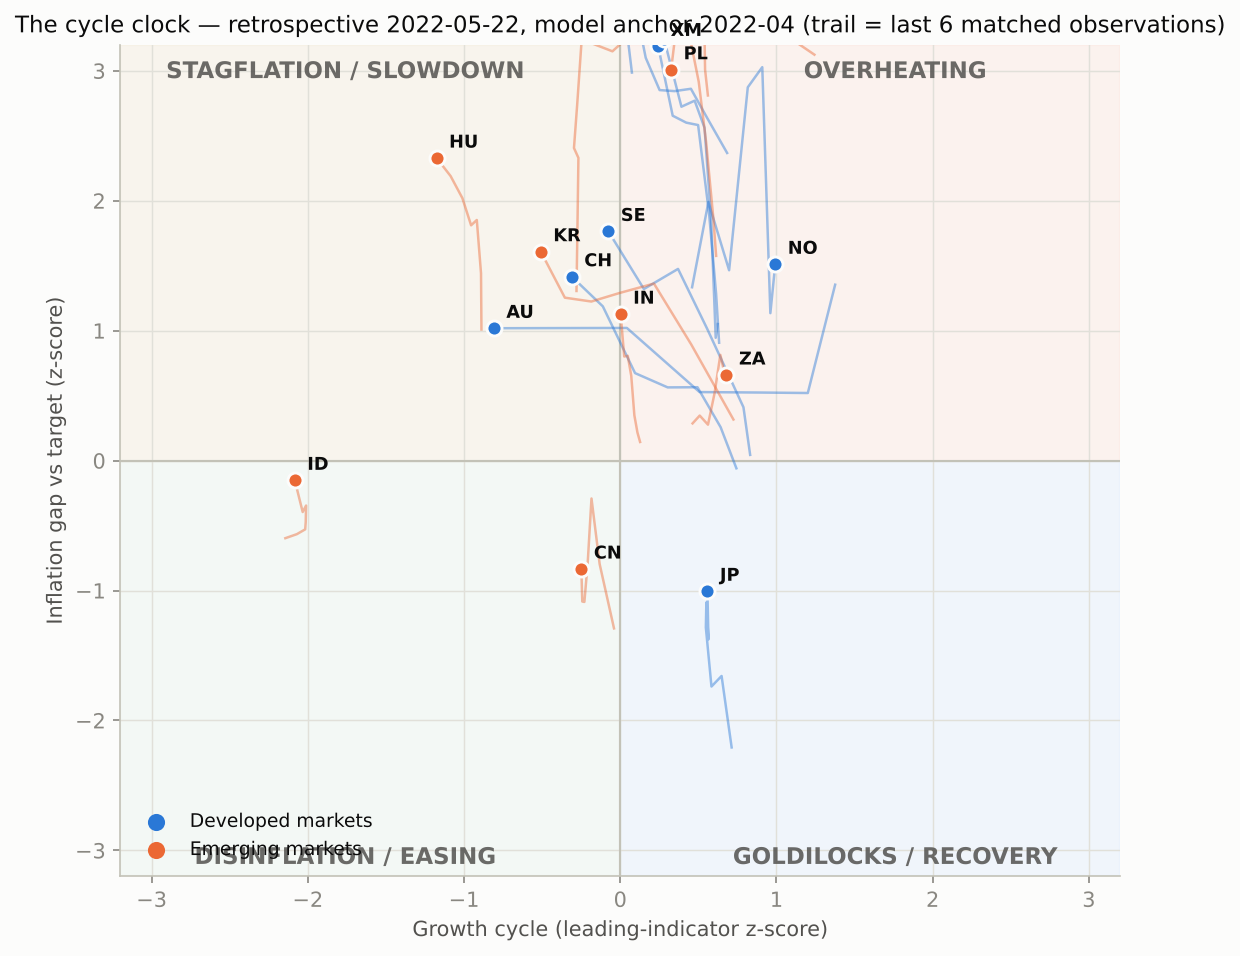 The cycle clock — retrospective 2022-05-22, model anchor 2022-04 (trail = last 6 matched observations)
XM
PL
STAGFLATION / SLOWDOWN
OVERHEATING
HU
SE
KR
NO
CH
IN
AU
ZA
ID
CN
JP
3
2
1
0
−1
−2
−3
Inflation gap vs target (z-score)
Developed markets
Emerging markets
DISINFLATION / EASING
GOLDILOCKS / RECOVERY
−3
−2
−1
0
1
2
3
Growth cycle (leading-indicator z-score)